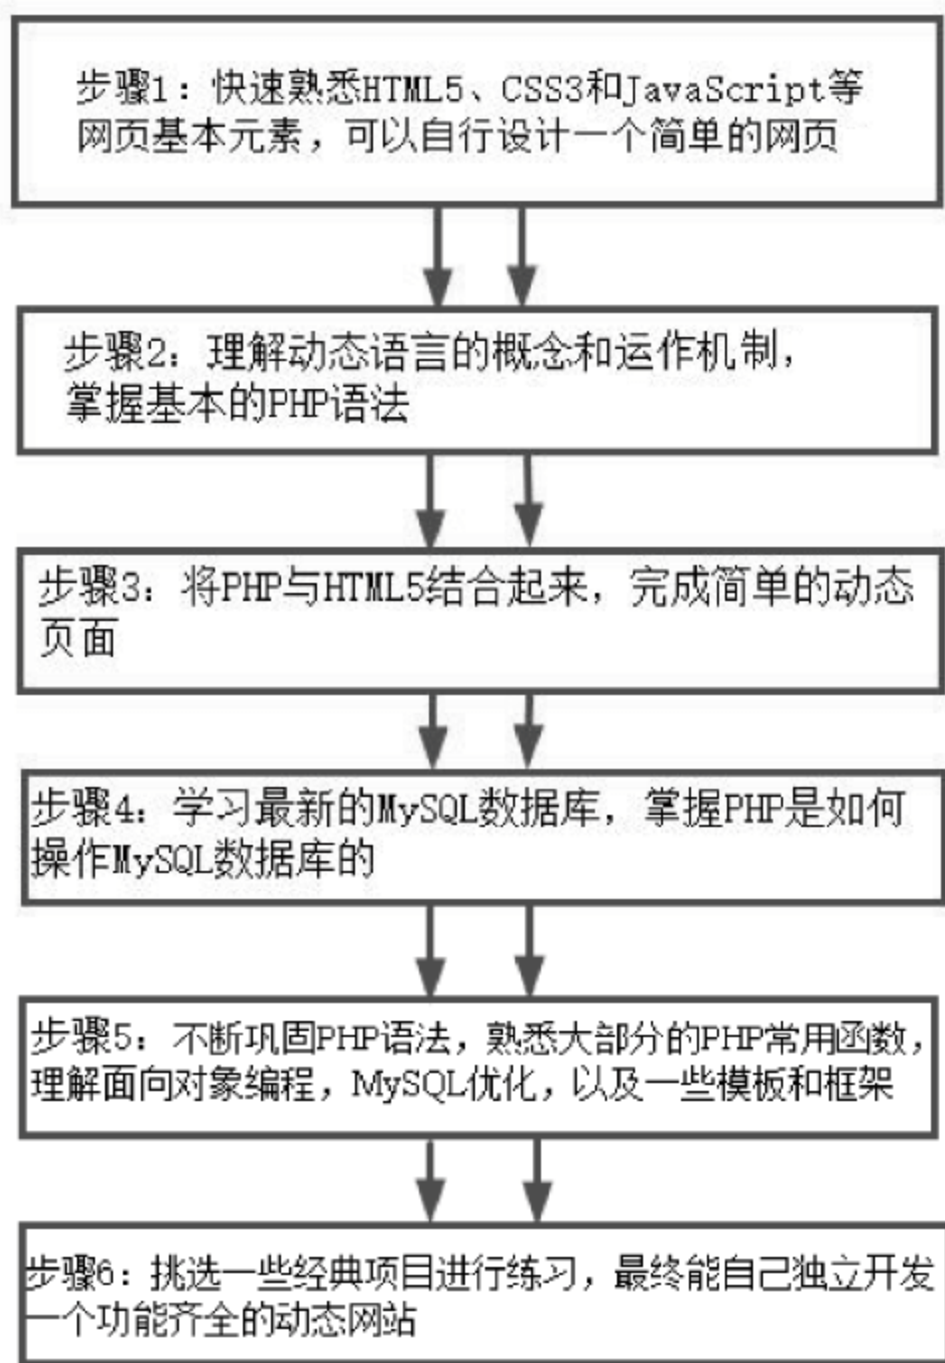 步骤1：快速熟悉HTML5、CSS3和JavaScript等
网页基本元素，可以自行设计一个简单的网页
步骤2：理解动态语言的概念和运作机制，
掌握基本的PHP语法
步骤3：将PHP与HTML5结合起来，完成简单的动态
页面
步骤4：学习最新的MySQL数据库，掌握PHP是如何
操作MySQL数据库的
步骤5：不断巩固PHP语法，熟悉大部分的PHP常用函数，
理解面向对象编程，MySQL优化，以及一些模板和框架
步骤6：挑选一些经典项目进行练习，最终能自己独立开发
一个功能齐全的动态网站